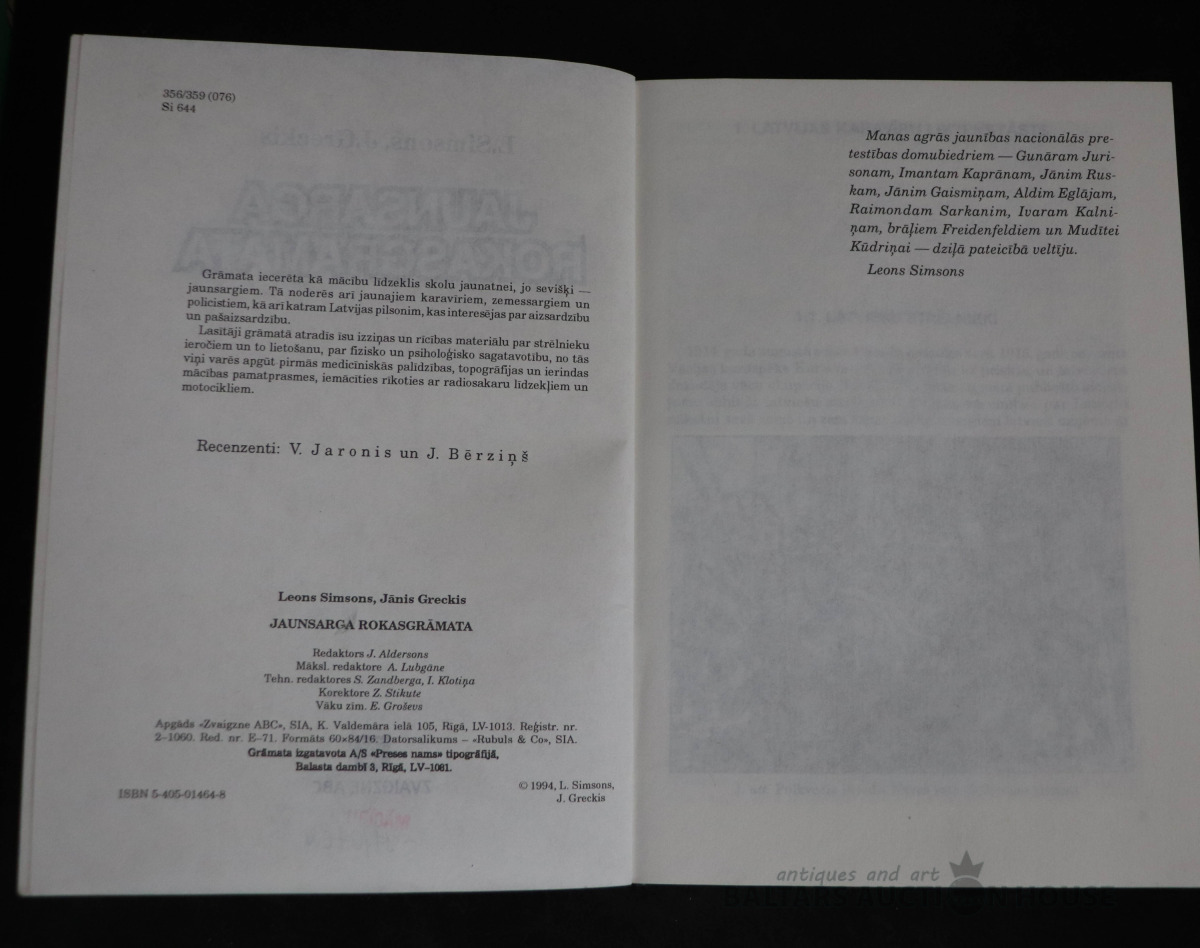 356/359 (076)
Si 644
Grāmata iecerēta kā mācību līdzeklis skolu jaunatnei, jo sevišķi —
jaunsargiem. Tā noderēs arī jaunajiem karavīriem, zemessargiem un
policistiem, kā arī katram Latvijas pilsonim, kas interesējas par aizsardzību
un pašaizsardzību.
Lasītāji grāmatā atradīs īsu izziņas un rīcības materiālu par strēlnieku
ieročiem un to lietošanu, par fizisko un psiholoģisko sagatavotību, no tās
viņi varēs apgūt pirmās medicīniskās palīdzības, topogrāfijas un ierindas
mācības pamatprasmes, iemācīties rīkoties ar radiosakaru līdzekļiem un
motocikliem.
Recenzenti: V. Jaronis un J. Bērziņš
Leons Simsons, Jānis Greckis
JAUNSARGA ROKASGRĀMATA
Redaktors J. Aldersons
Māksl. redaktore A. Lubgāne
Tehn. redaktores S. Zandberga, I. Klotiņa
Korektore Z. Stikute
Vāku zīm. E. Groševs
Apgāds «Zvaigzne ABC», SIA, K. Valdemāra ielā 105, Rīgā, LV-1013. Reģistr. nr.
2–1060. Red. nr. E–71. Formāts 60×84/16. Datorsalikums – «Rubuls & Co», SIA.
Grāmata izgatavota A/S «Preses nams» tipogrāfijā,
Balasta dambī 3, Rīgā, LV–1081.
ISBN 5-405-01464-8
© 1994, L. Simsons,
J. Greckis
Manas agrās jaunības nacionālās pre-
testības domubiedriem — Gunāram Juri-
sonam, Imantam Kaprānam, Jānim Rus-
kam, Jānim Gaismiņam, Aldim Eglājam,
Raimondam Sarkanim, Ivaram Kalni-
ņam, brāļiem Freidenfeldiem un Mudītei
Kūdriņai — dziļā pateicībā veltīju.
Leons Simsons
antiques and art
BALTARS AUCTION HOUSE